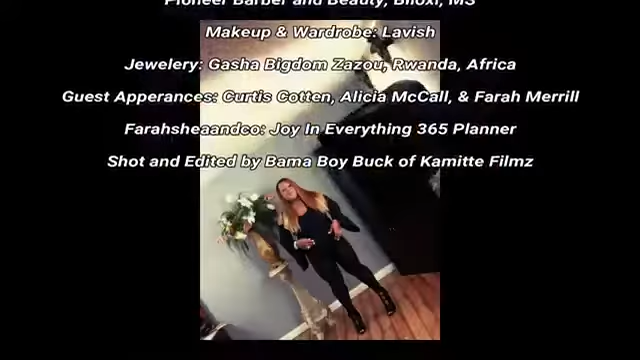 Pioneer Barber and Beauty, Biloxi, MS
Makeup & Wardrobe: Lavish
Jewelery: Gasha Bigdom Zazou, Rwanda, Africa
Guest Apperances: Curtis Cotten, Alicia McCall, & Farah Merrill
Farahsheaandco: Joy In Everything 365 Planner
Shot and Edited by Bama Boy Buck of Kamitte Filmz